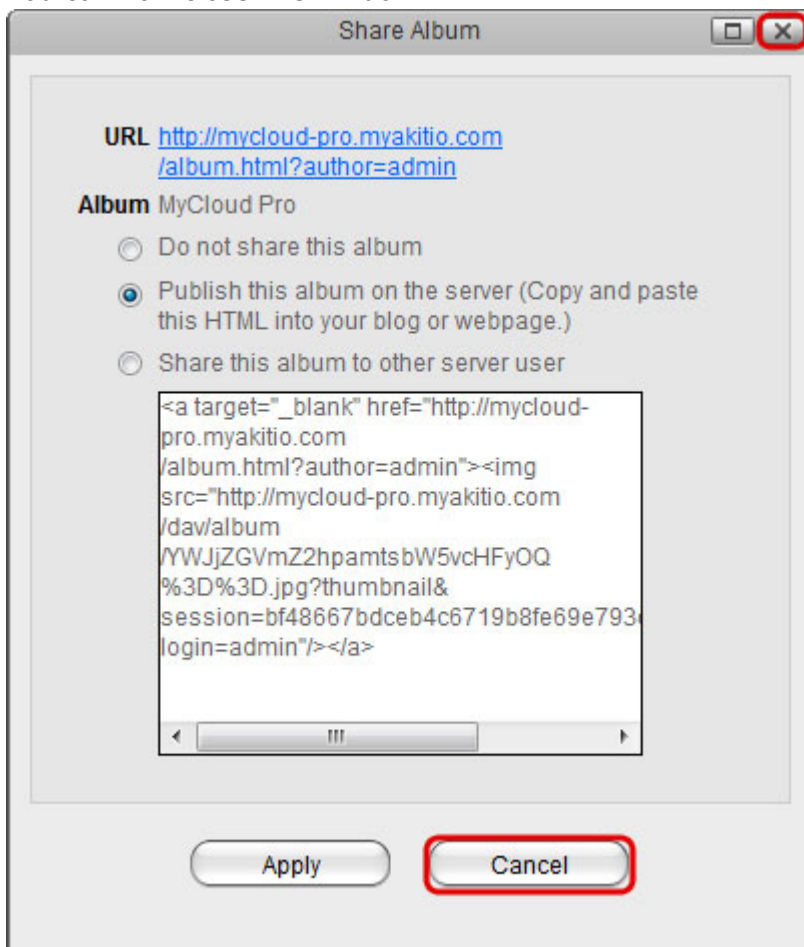 Share Album
URL http://mycloud-pro.myakitio.com
/album.html?author=admin
Album MyCloud Pro
Do not share this album
Publish this album on the server (Copy and paste
this HTML into your blog or webpage.)
Share this album to other server user
<a target="_blank" href="http://mycloud-
pro.myakitio.com
/album.html?author=admin"><img
src="http://mycloud-pro.myakitio.com
/dav/album
/YWJjZGVmZ2hpamtsbW5vcHFyOQ
%3D%3D.jpg?thumbnail&
session=bf48667bdceb4c6719b8fe69e793
login=admin"/></a>
Apply
Cancel